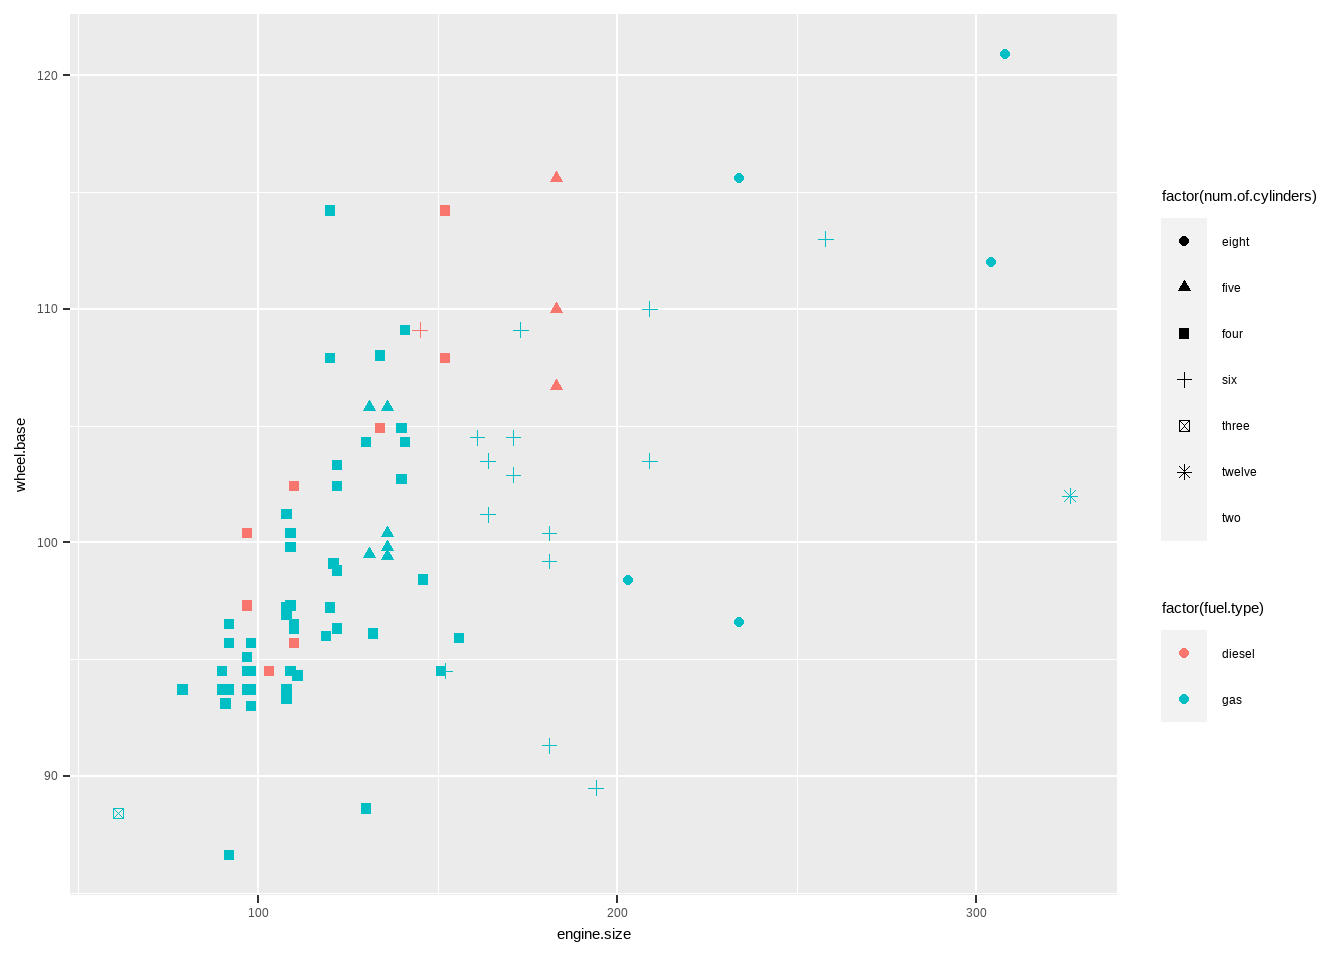 120
110
100
90
wheel.base
100
200
300
engine.size
factor(num.of.cylinders)
eight
five
four
six
three
twelve
two
factor(fuel.type)
diesel
gas